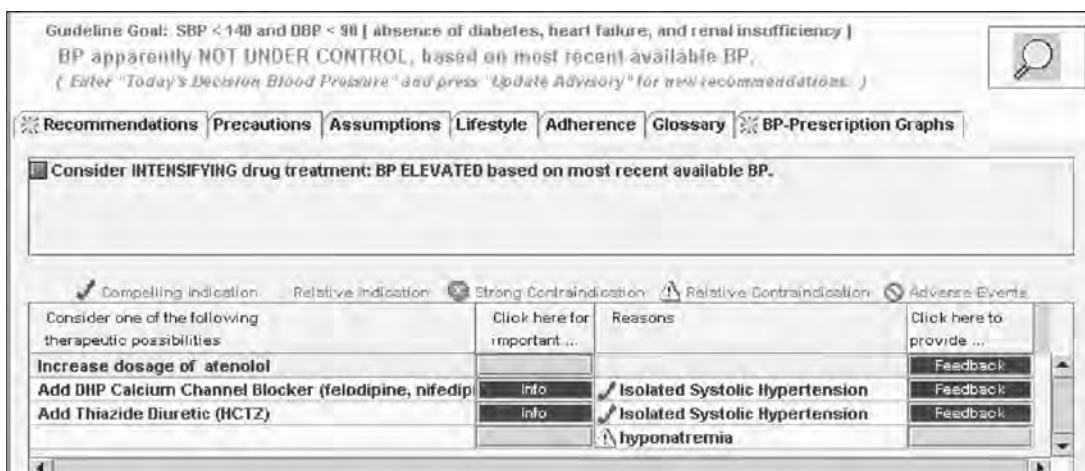 Guideline Goal: SBP < 140 and DBP < 90 [ absence of diabetes, heart failure, and renal insufficiency ]
BP apparently NOT UNDER CONTROL, based on most recent available BP.
( Enter "Today's Decision Blood Pressure" and press "Update Advisory" for new recommendations. )
Recommendations Precautions Assumptions Lifestyle Adherence Glossary BP-Prescription Graphs
Consider INTENSIFYING drug treatment: BP ELEVATED based on most recent available BP.
Compelling Indication Relative Indication Strong Contraindication Relative Contraindication Adverse Events
Consider one of the following Click here for Reasons Click here to
therapeutic possibilities important ... provide ...
Increase dosage of atenolol Feedback
Add DHP Calcium Channel Blocker (felodipine, nifedip Info Isolated Systolic Hypertension Feedback
Add Thiazide Diuretic (HCTZ) Info Isolated Systolic Hypertension Feedback
hyponatremia